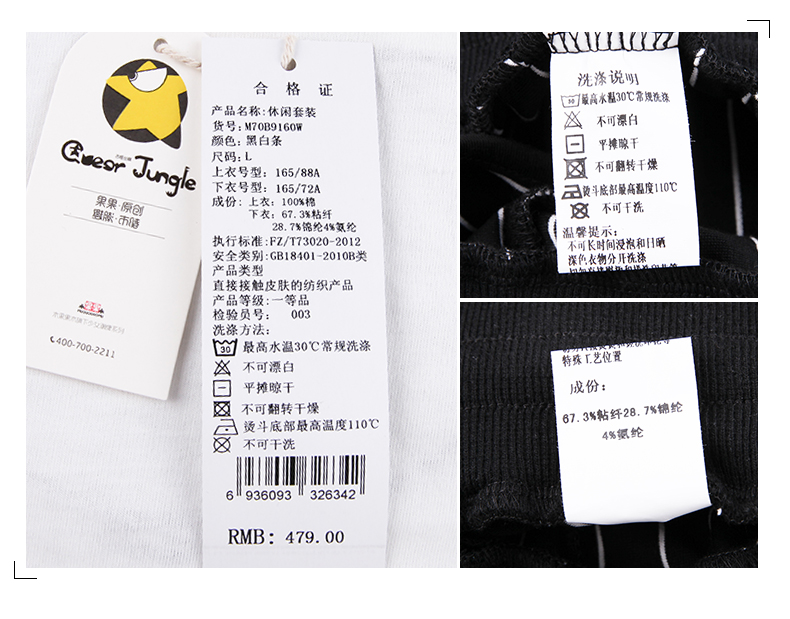 Qwear Jungle
果果·原创
400-700-2211
合 格 证
产品名称:休闲套装
货号:M70B9160W
颜色:黑白条
尺码:L
上衣号型:165/88A
下衣号型:165/72A
成份:上衣:100%棉
下衣:67.3%粘纤
28.7%锦纶4%氨纶
执行标准:FZ/T73020-2012
安全类别:GB18401-2010B类
产品类型
直接接触皮肤的纺织产品
产品等级:一等品
检验员号: 003
洗涤方法:
30 最高水温30℃常规洗涤
不可漂白
平摊晾干
不可翻转干燥
熨斗底部最高温度110℃
不可干洗
6 936093 326342
RMB: 479.00
洗涤说明
30 最高水温30℃常规洗涤
不可漂白
平摊晾干
不可翻转干燥
熨斗底部最高温度110℃
不可干洗
温馨提示:
不可长时间浸泡和日晒
深色衣物分开洗涤
特殊工艺位置
成份:
67.3%粘纤28.7%锦纶
4%氨纶